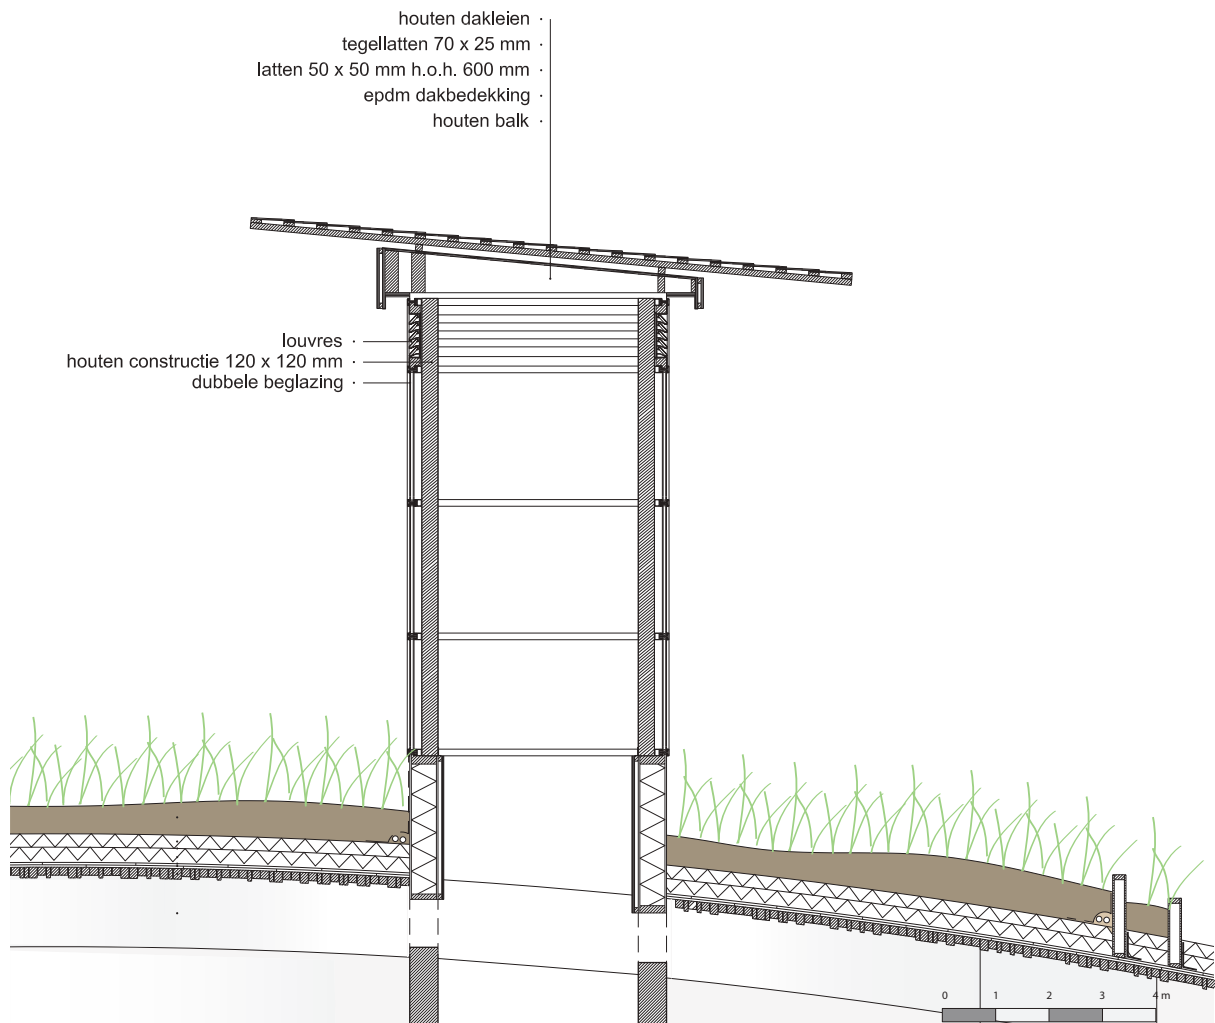 houten dakleien ·
tegellatten 70 x 25 mm ·
latten 50 x 50 mm h.o.h. 600 mm ·
epdm dakbedekking ·
houten balk ·
louvres ·
houten constructie 120 x 120 mm ·
dubbele beglazing ·
0 1 2 3 4 m